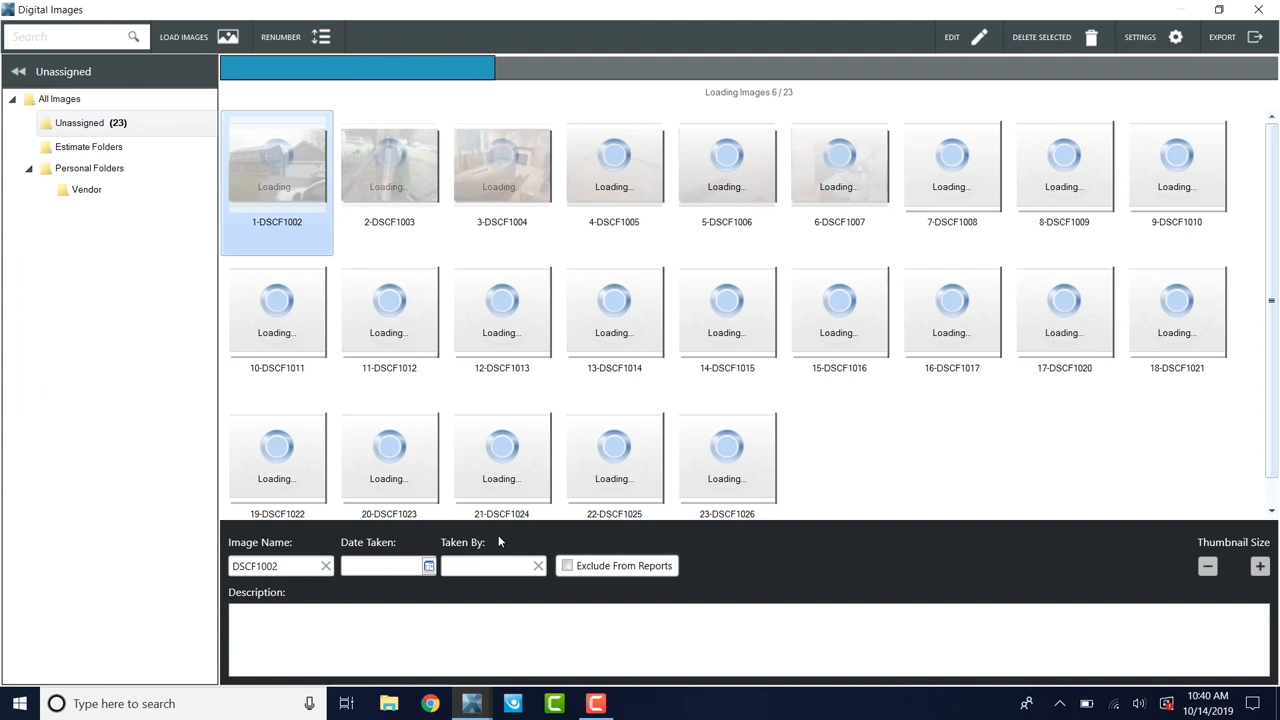 Digital Images
Search
LOAD IMAGES
RENUMBER
EDIT
DELETE SELECTED
SETTINGS
EXPORT
Unassigned
All Images
Unassigned (23)
Estimate Folders
Personal Folders
Vendor
Loading Images 6 / 23
Loading... Loading... Loading... Loading... Loading... Loading... Loading... Loading... Loading...
1-DSCF1002 2-DSCF1003 3-DSCF1004 4-DSCF1005 5-DSCF1006 6-DSCF1007 7-DSCF1008 8-DSCF1009 9-DSCF1010
Loading... Loading... Loading... Loading... Loading... Loading... Loading... Loading... Loading...
10-DSCF1011 11-DSCF1012 12-DSCF1013 13-DSCF1014 14-DSCF1015 15-DSCF1016 16-DSCF1017 17-DSCF1020 18-DSCF1021
Loading... Loading... Loading... Loading... Loading...
19-DSCF1022 20-DSCF1023 21-DSCF1024 22-DSCF1025 23-DSCF1026
Image Name: Date Taken: Taken By: Thumbnail Size
DSCF1002 Exclude From Reports
Description:
Type here to search
10:40 AM
10/14/2019